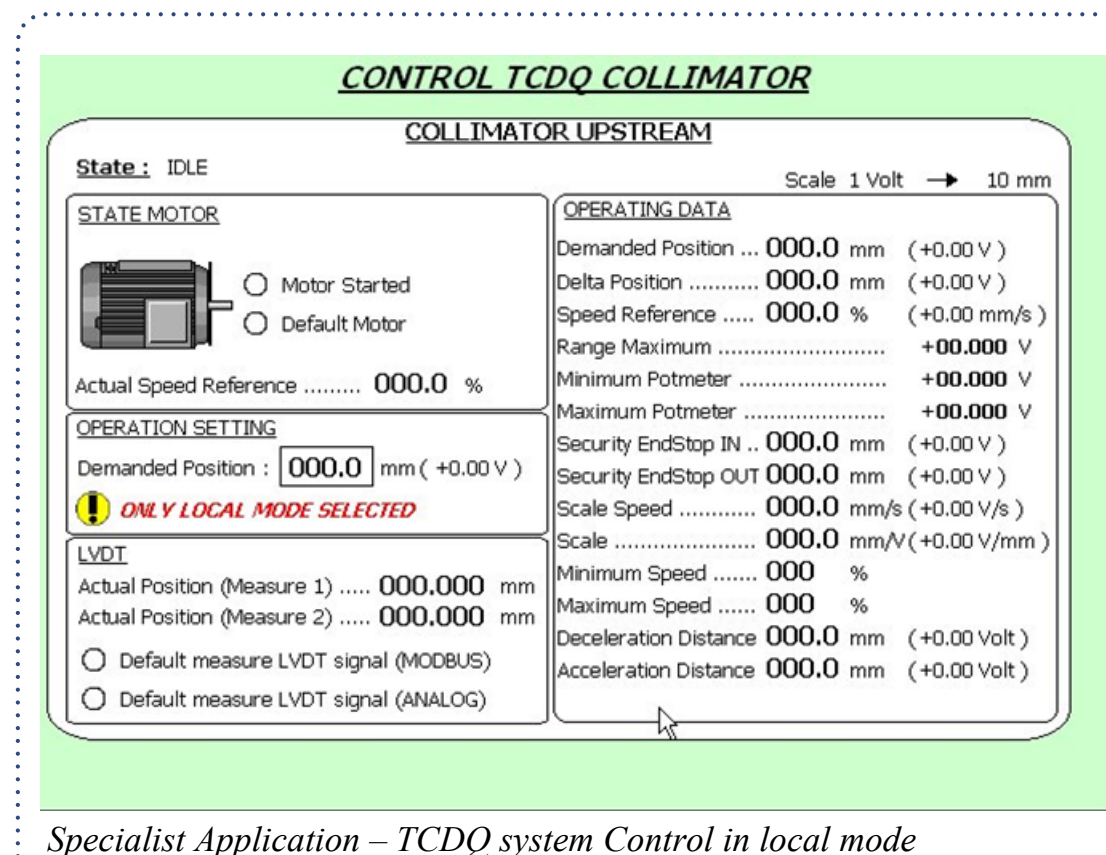 CONTROL TCDQ COLLIMATOR
COLLIMATOR UPSTREAM
State : IDLE
Scale 1 Volt → 10 mm
STATE MOTOR
Motor Started
Default Motor
Actual Speed Reference ......... 000.0 %
OPERATION SETTING
Demanded Position : 000.0 mm ( +0.00 V )
ONLY LOCAL MODE SELECTED
LVDT
Actual Position (Measure 1) ..... 000.000 mm
Actual Position (Measure 2) ..... 000.000 mm
Default measure LVDT signal (MODBUS)
Default measure LVDT signal (ANALOG)
OPERATING DATA
Demanded Position ... 000.0 mm (+0.00 V )
Delta Position ........... 000.0 mm (+0.00 V )
Speed Reference ..... 000.0 % (+0.00 mm/s )
Range Maximum .......................... +00.000 V
Minimum Potmeter ....................... +00.000 V
Maximum Potmeter ...................... +00.000 V
Security EndStop IN .. 000.0 mm (+0.00 V )
Security EndStop OUT 000.0 mm (+0.00 V )
Scale Speed ............ 000.0 mm/s (+0.00 V/s )
Scale ...................... 000.0 mm/V (+0.00 V/mm )
Minimum Speed ....... 000 %
Maximum Speed ...... 000 %
Deceleration Distance 000.0 mm (+0.00 Volt )
Acceleration Distance 000.0 mm (+0.00 Volt )
Specialist Application – TCDQ system Control in local mode